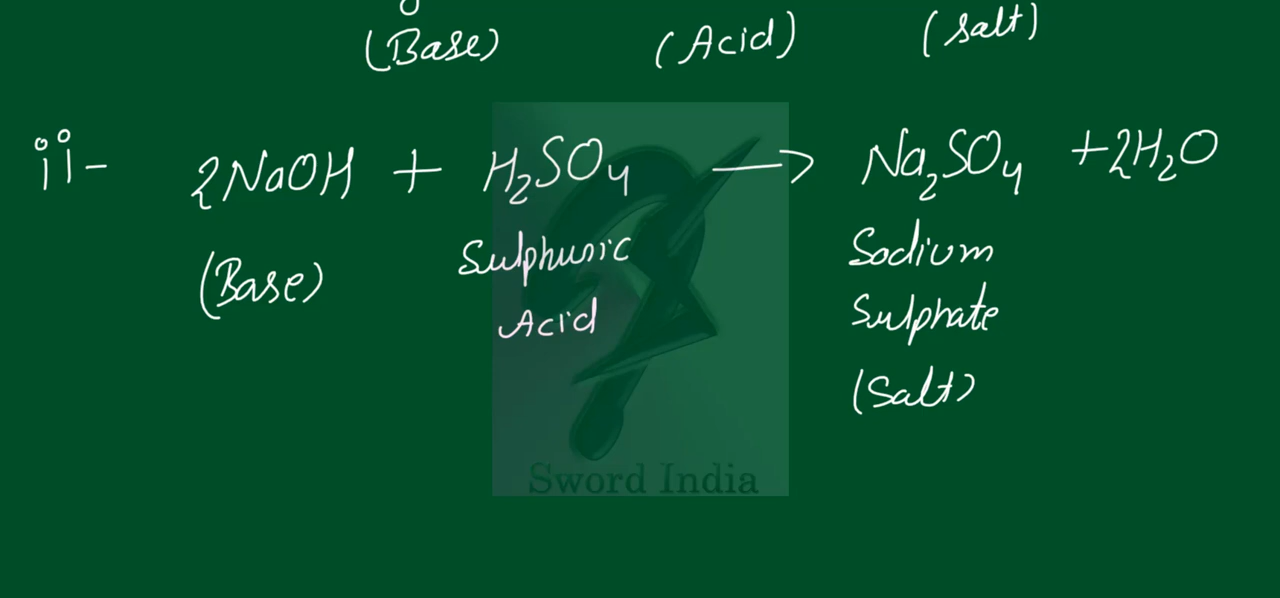 (Base) (Acid) (Salt)
ii- 2NaOH + H₂SO₄ → Na₂SO₄ + 2H₂O
(Base) Sulphuric Acid Sodium Sulphate (Salt)
Sword India